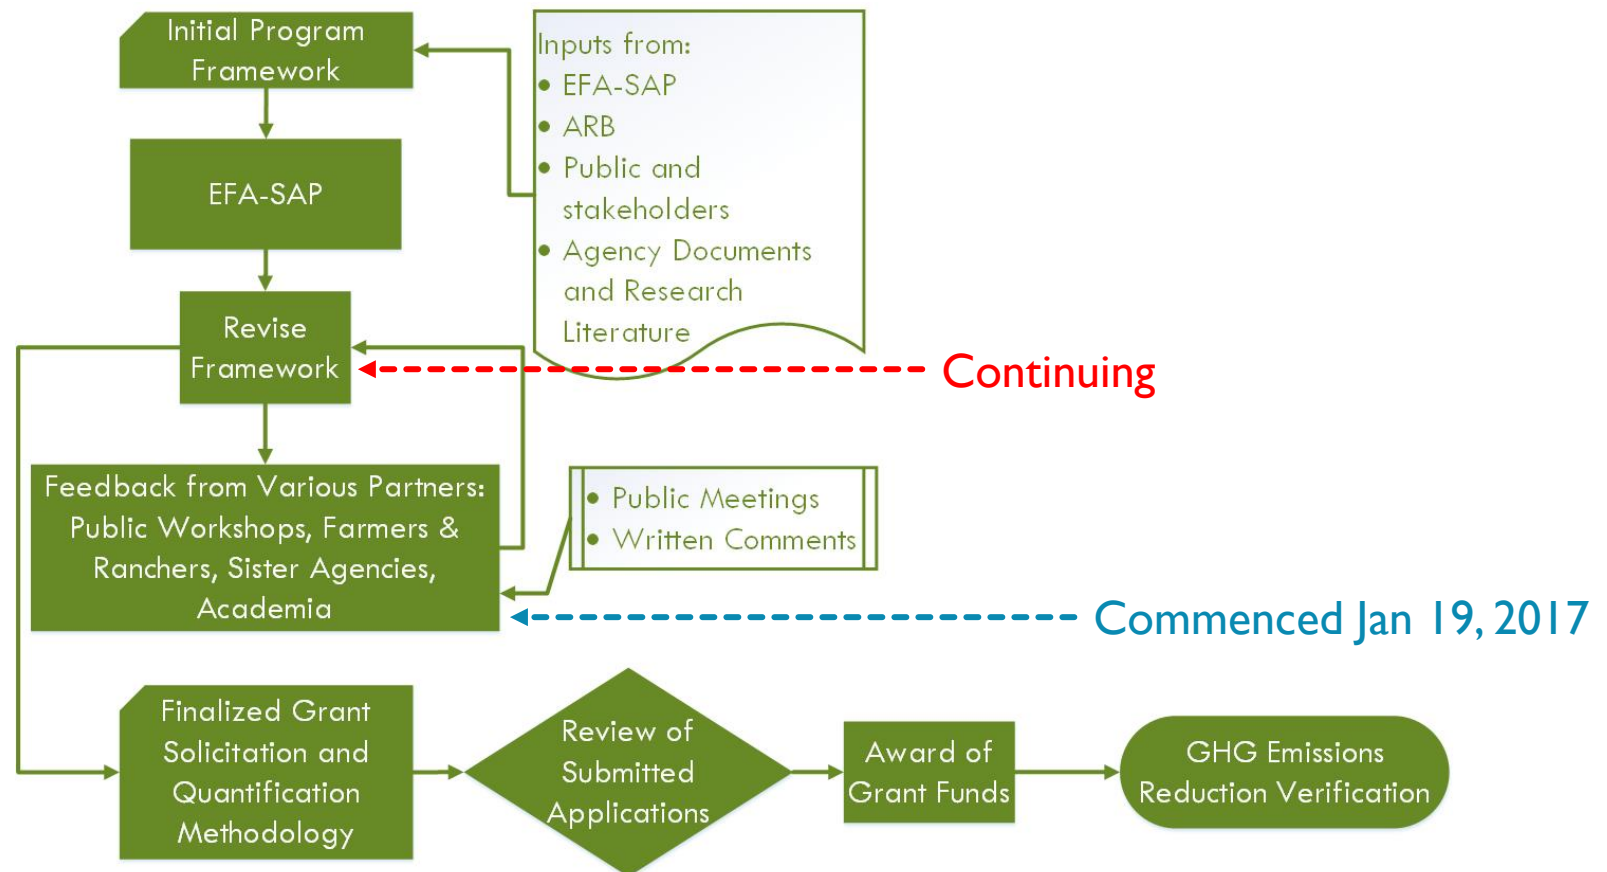 Initial Program
Framework
Inputs from:
• EFA-SAP
• ARB
• Public and
stakeholders
• Agency Documents
and Research
Literature
EFA-SAP
Revise
Framework
Continuing
Feedback from Various Partners:
Public Workshops, Farmers &
Ranchers, Sister Agencies,
Academia
• Public Meetings
• Written Comments
Commenced Jan 19, 2017
Finalized Grant
Solicitation and
Quantification
Methodology
Review of
Submitted
Applications
Award of
Grant Funds
GHG Emissions
Reduction Verification